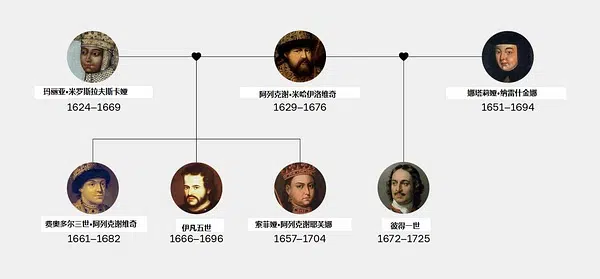 玛丽亚•米罗斯拉夫斯卡娅
1624–1669
阿列克谢•米哈伊洛维奇
1629–1676
娜塔莉娅•纳雷什金娜
1651–1694
费奥多尔三世•阿列克谢维奇
1661–1682
伊凡五世
1666–1696
索菲娅•阿列克谢耶芙娜
1657–1704
彼得一世
1672–1725